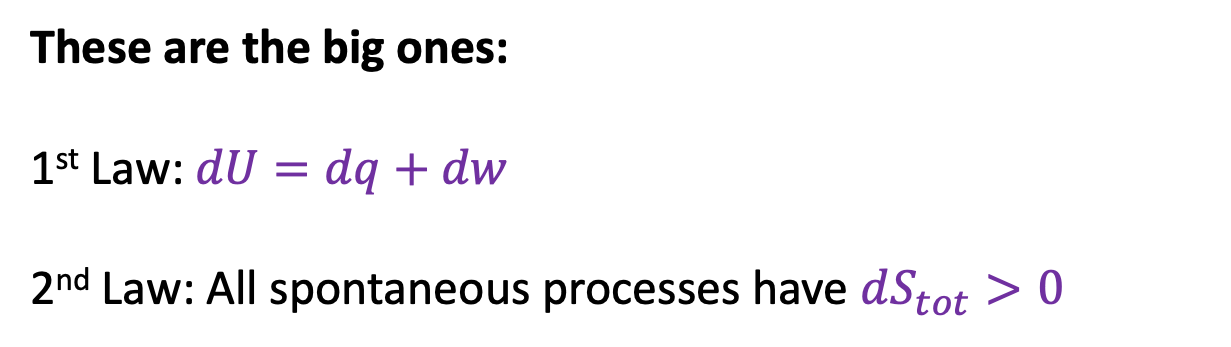 These are the big ones:
1st Law: dU = dq + dw
2nd Law: All spontaneous processes have dStot > 0